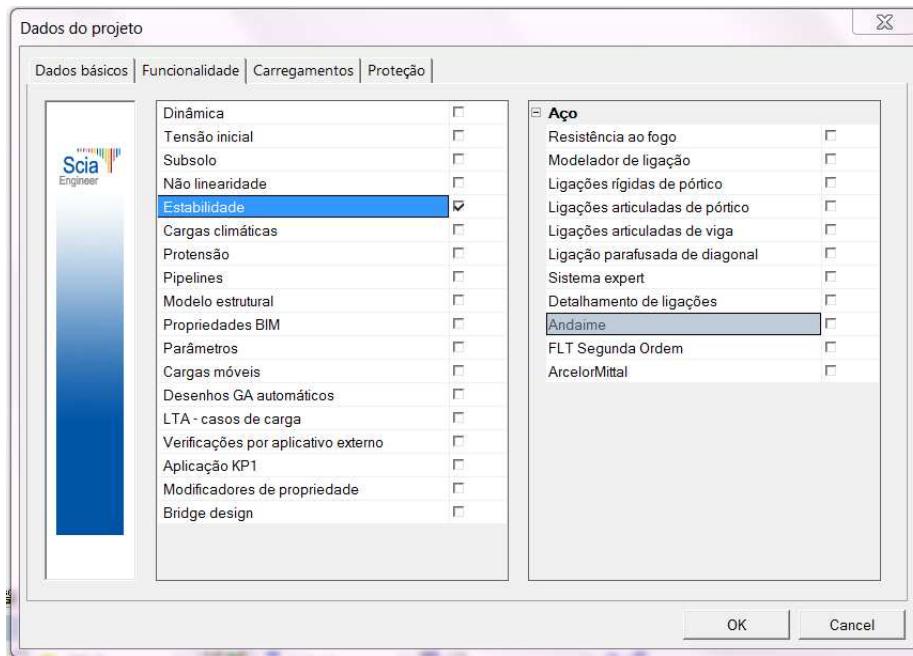 Dados do projeto
Dados básicos Funcionalidade Carregamentos Proteção
Scia
Engineer
Dinâmica
Tensão inicial
Subsolo
Não linearidade
Estabilidade
Cargas climáticas
Protensão
Pipelines
Modelo estrutural
Propriedades BIM
Parâmetros
Cargas móveis
Desenhos GA automáticos
LTA - casos de carga
Verificações por aplicativo externo
Aplicação KP1
Modificadores de propriedade
Bridge design
Aço
Resistência ao fogo
Modelador de ligação
Ligações rígidas de pórtico
Ligações articuladas de pórtico
Ligações articuladas de viga
Ligação parafusada de diagonal
Sistema expert
Detalhamento de ligações
Andaime
FLT Segunda Ordem
ArcelorMittal
OK Cancel